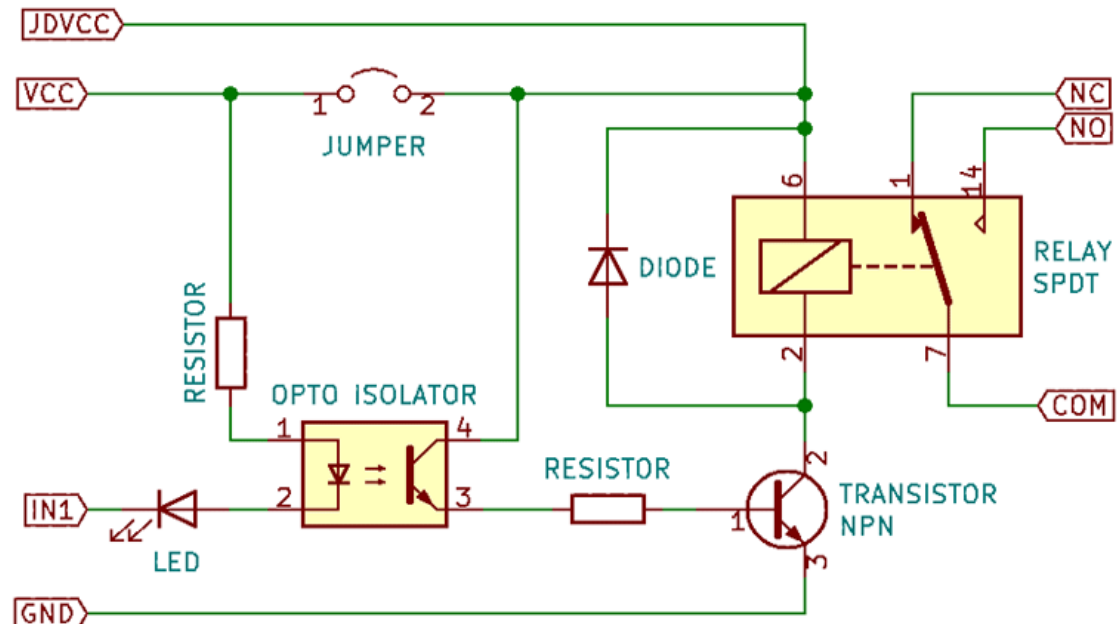 JDVCC
VCC
1
2
JUMPER
NC
NO
6
1
14
DIODE
RELAY
SPDT
RESISTOR
2
7
OPTO ISOLATOR
COM
1
4
RESISTOR
2
TRANSISTOR
NPN
IN1
2
3
1
LED
3
GND